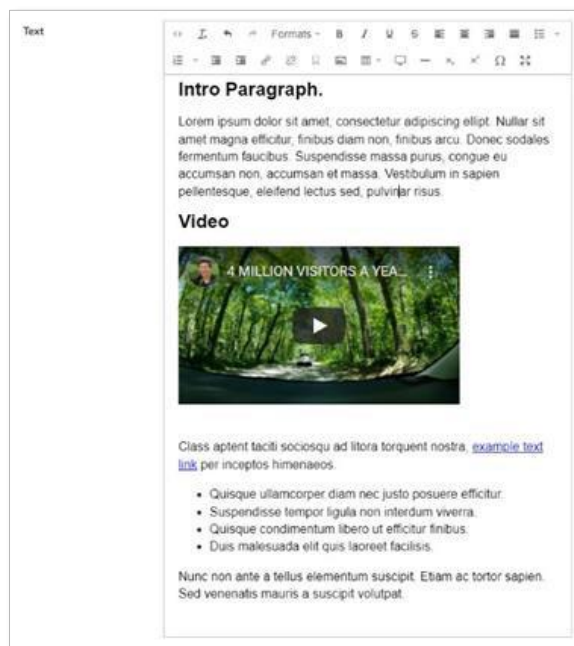 Text
Formats
B I U S
Intro Paragraph.
Lorem ipsum dolor sit amet, consectetur adipiscing ellipt. Nullar sit
amet magna efficitur, finibus diam non, finibus arcu. Donec sodales
fermentum faucibus. Suspendisse massa purus, congue eu
accumsan non, accumsan et massa. Vestibulum in sapien
pellentesque, eleifend lectus sed, pulvinar risus.
Video
4 MILLION VISITORS A YEA...
Class aptent taciti sociosqu ad litora torquent nostra, example text
link per inceptos himenaeos.
• Quisque ullamcorper diam nec justo posuere efficitur.
• Suspendisse tempor ligula non interdum viverra.
• Quisque condimentum libero ut efficitur finibus.
• Duis malesuada elit quis laoreet facilisis.
Nunc non ante a tellus elementum suscipit. Etiam ac tortor sapien.
Sed venenatis mauris a suscipit volutpat.